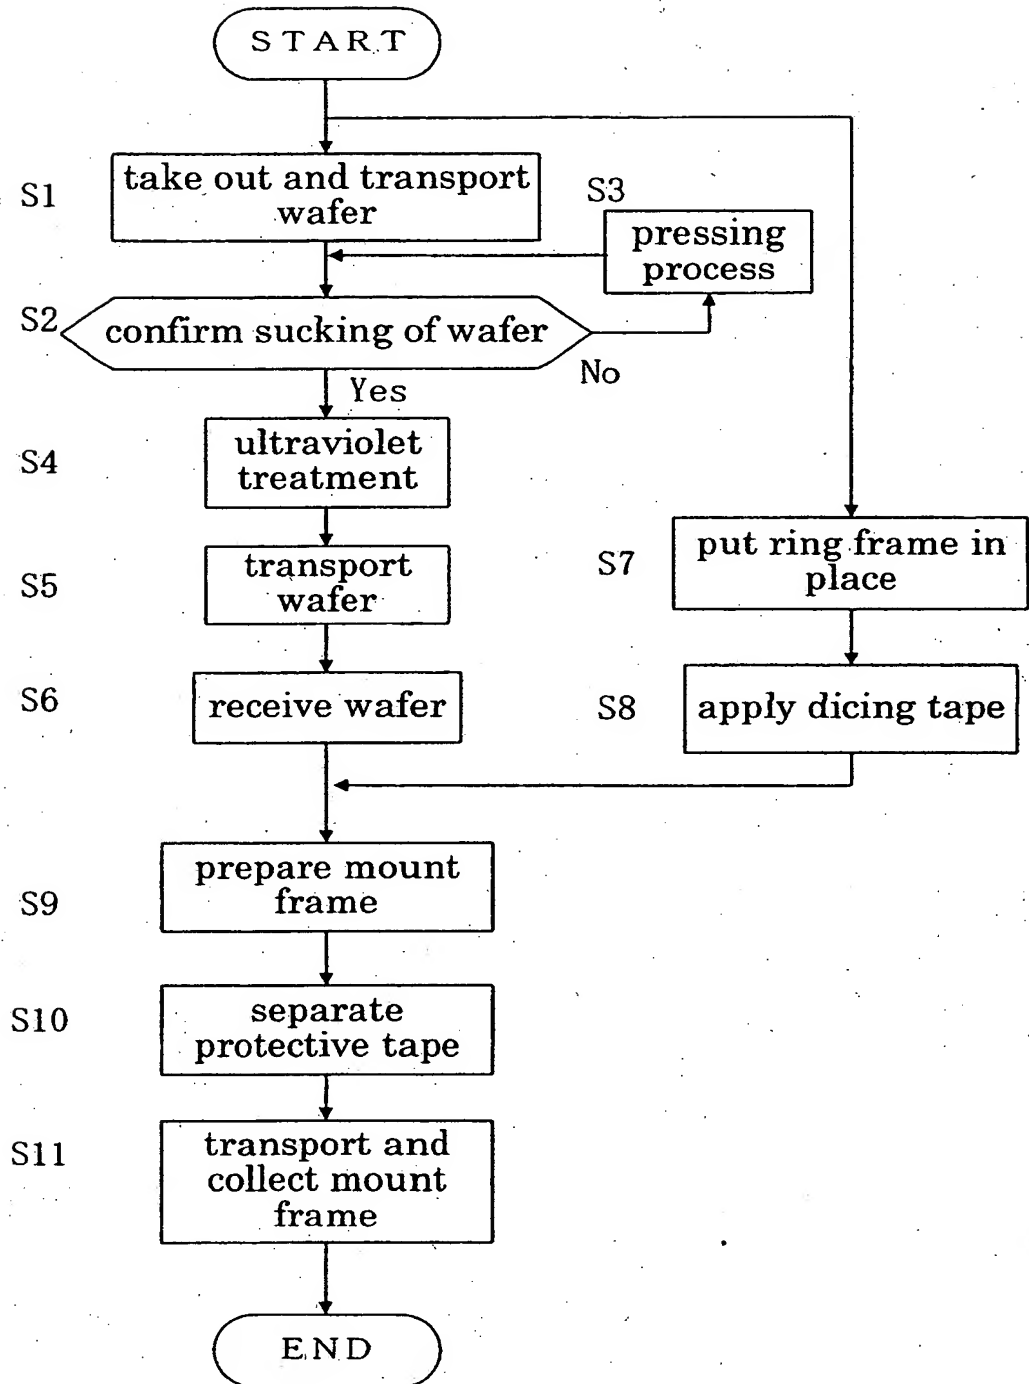 START
S1
take out and transport
wafer
S3
pressing
process
S2
confirm sucking of wafer
No
Yes
S4
ultraviolet
treatment
S5
transport
wafer
S7
put ring frame in
place
S6
receive wafer
S8
apply dicing tape
S9
prepare mount
frame
S10
separate
protective tape
S11
transport and
collect mount
frame
END